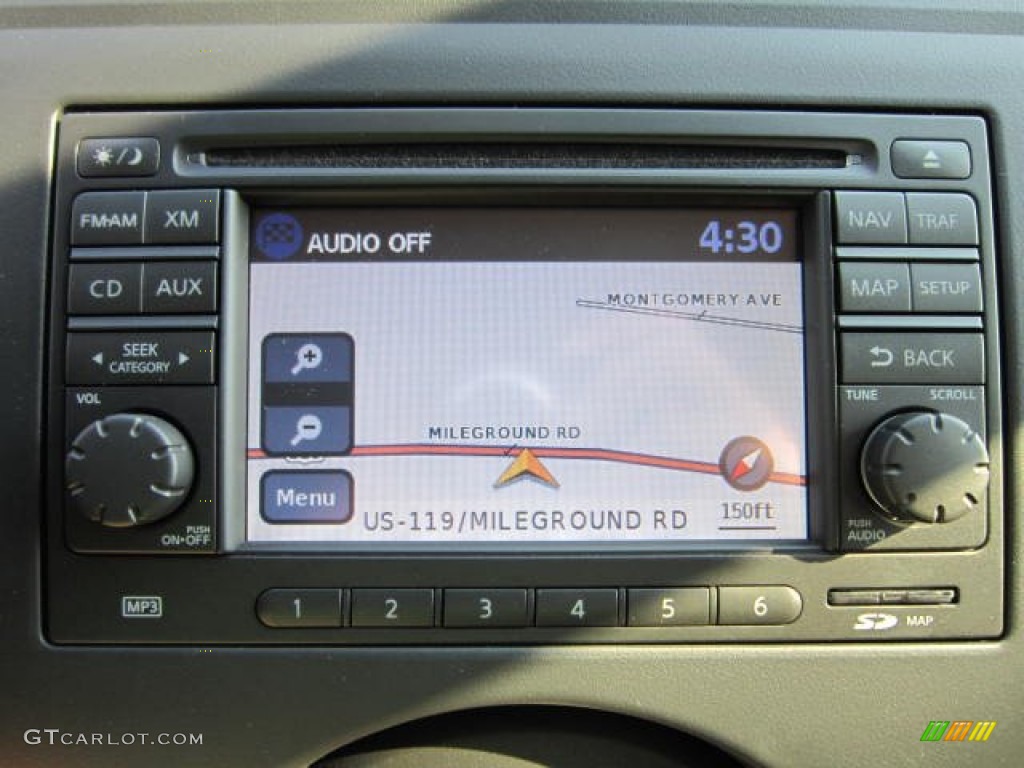 FM·AM
XM
CD
AUX
SEEK
CATEGORY
VOL
PUSH
ON•OFF
AUDIO OFF
4:30
MONTGOMERY AVE
MILEGROUND RD
Menu
US-119/MILEGROUND RD
150ft
NAV
TRAF
MAP
SETUP
BACK
TUNE
SCROLL
PUSH
AUDIO
MP3
1
2
3
4
5
6
SD
MAP
GTCARLOT.COM